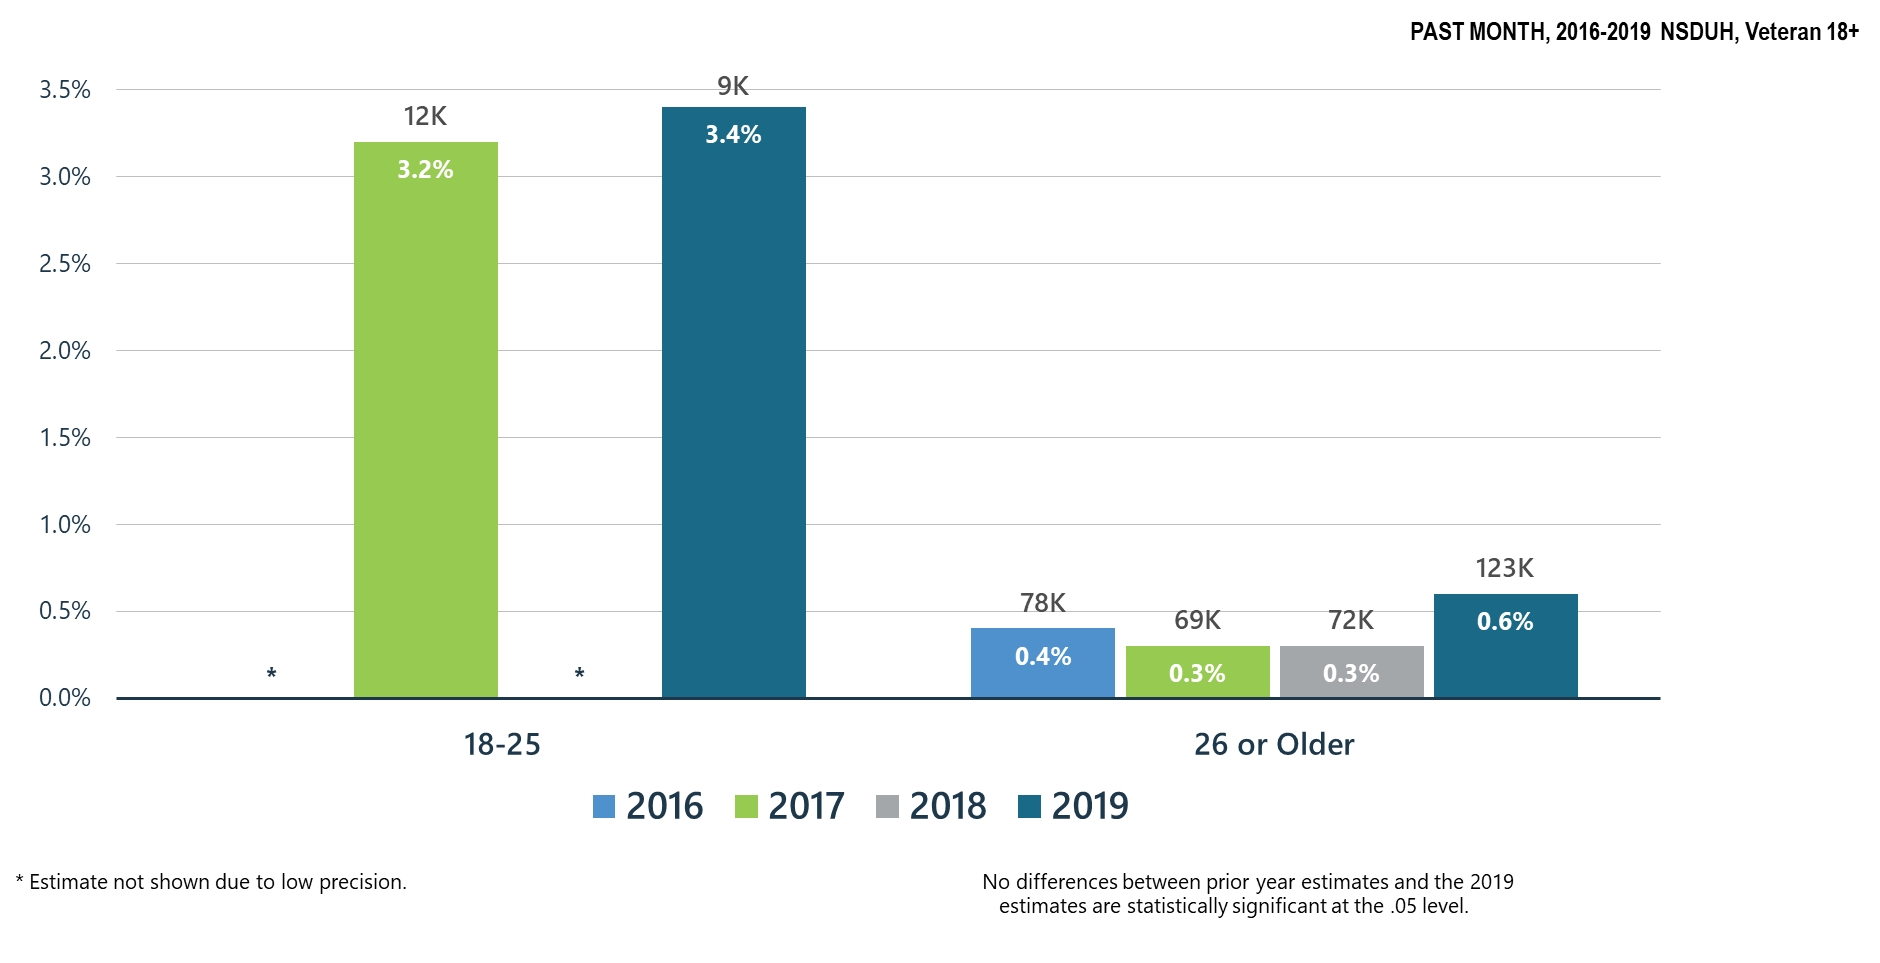 PAST MONTH, 2016-2019 NSDUH, Veteran 18+
3.5%
3.0%
2.5%
2.0%
1.5%
1.0%
0.5%
0.0%
*
12K
3.2%
*
9K
3.4%
78K
0.4%
69K
0.3%
72K
0.3%
123K
0.6%
18-25
26 or Older
2016 2017 2018 2019
* Estimate not shown due to low precision.
No differences between prior year estimates and the 2019
estimates are statistically significant at the .05 level.